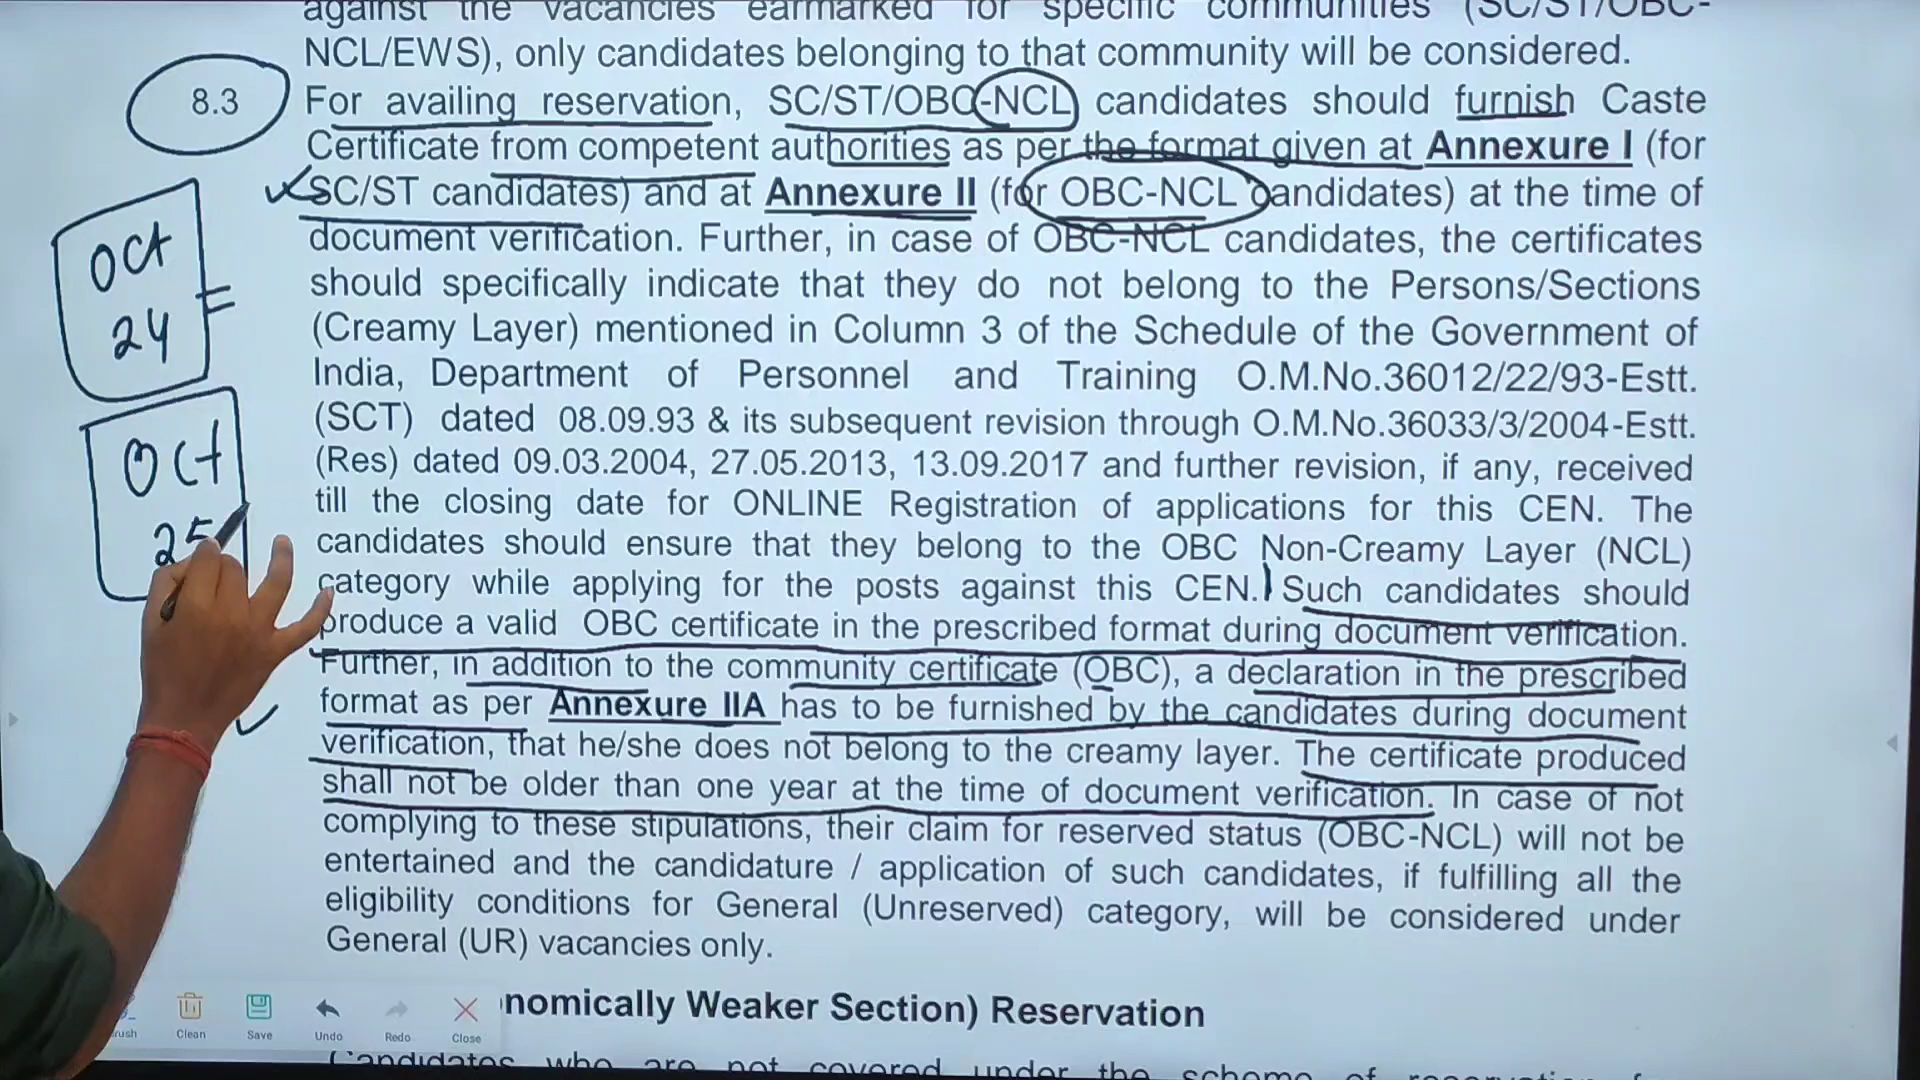 against the vacancies earmarked for specific communities (SC/ST/OBC-
NCL/EWS), only candidates belonging to that community will be considered.
8.3 For availing reservation, SC/ST/OBC-NCL candidates should furnish Caste
Certificate from competent authorities as per the format given at Annexure I (for
SC/ST candidates) and at Annexure II (for OBC-NCL candidates) at the time of
document verification. Further, in case of OBC-NCL candidates, the certificates
should specifically indicate that they do not belong to the Persons/Sections
(Creamy Layer) mentioned in Column 3 of the Schedule of the Government of
India, Department of Personnel and Training O.M.No.36012/22/93-Estt.
(SCT) dated 08.09.93 & its subsequent revision through O.M.No.36033/3/2004-Estt.
(Res) dated 09.03.2004, 27.05.2013, 13.09.2017 and further revision, if any, received
till the closing date for ONLINE Registration of applications for this CEN. The
candidates should ensure that they belong to the OBC Non-Creamy Layer (NCL)
category while applying for the posts against this CEN. Such candidates should
produce a valid OBC certificate in the prescribed format during document verification.
Further, in addition to the community certificate (OBC), a declaration in the prescribed
format as per Annexure IIA has to be furnished by the candidates during document
verification, that he/she does not belong to the creamy layer. The certificate produced
shall not be older than one year at the time of document verification. In case of not
complying to these stipulations, their claim for reserved status (OBC-NCL) will not be
entertained and the candidature / application of such candidates, if fulfilling all the
eligibility conditions for General (Unreserved) category, will be considered under
General (UR) vacancies only.
Oct
24
Oct
25
nomically Weaker Section) Reservation
Candidates who are not covered under the scheme of
rush Clean Save Undo Redo Close